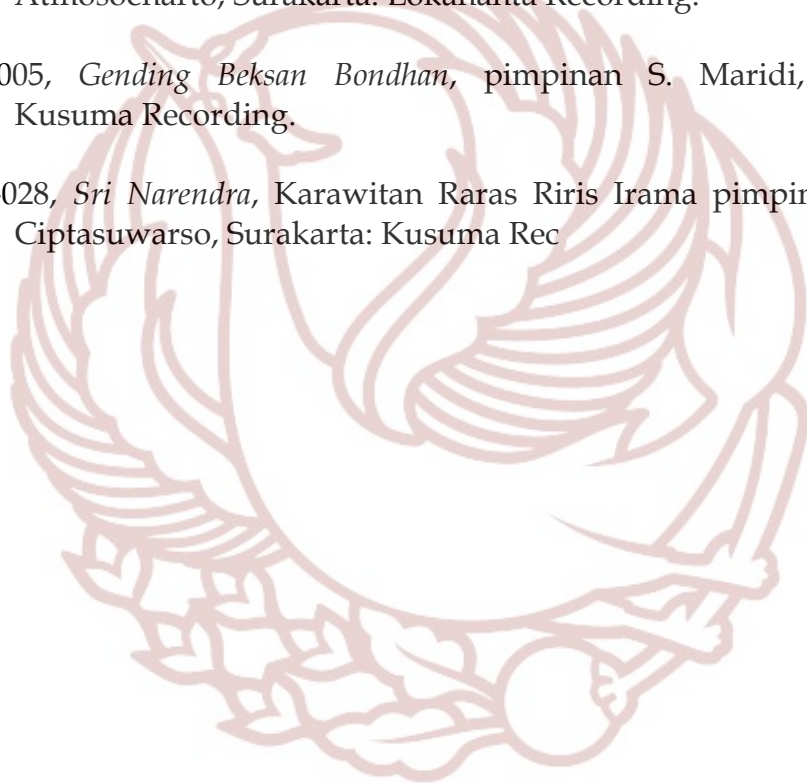 Atmosoeharto, Surakarta: Lokananta Recording.
005, Gending Beksan Bondhan, pimpinan S. Maridi,
Kusuma Recording.
028, Sri Narendra, Karawitan Raras Riris Irama
Ciptasuwarso, Surakarta: Kusuma Rec